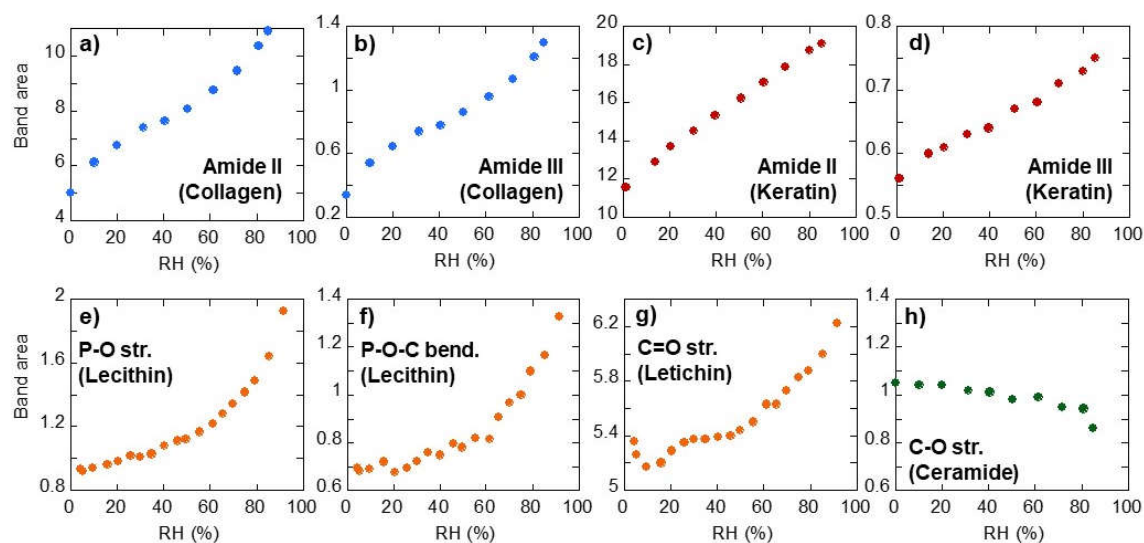 a)
Band area
10
8
6
4
Amide II
(Collagen)
0 20 40 60 80 100
RH (%)
b)
1.4
1
0.6
0.2
Amide III
(Collagen)
0 20 40 60 80 100
RH (%)
c)
20
18
16
14
12
10
Amide II
(Keratin)
0 20 40 60 80 100
RH (%)
d)
0.8
0.7
0.6
0.5
Amide III
(Keratin)
0 20 40 60 80 100
RH (%)
e)
Band area
2
1.6
1.2
0.8
P-O str.
(Lecithin)
0 20 40 60 80 100
RH (%)
f)
1.4
1.2
1
0.8
0.6
P-O-C bend.
(Lecithin)
0 20 40 60 80 100
RH (%)
g)
6.2
5.8
5.4
5
C=O str.
(Letichin)
0 20 40 60 80 100
RH (%)
h)
1.4
1.2
1
0.8
0.6
C-O str.
(Ceramide)
0 20 40 60 80 100
RH (%)